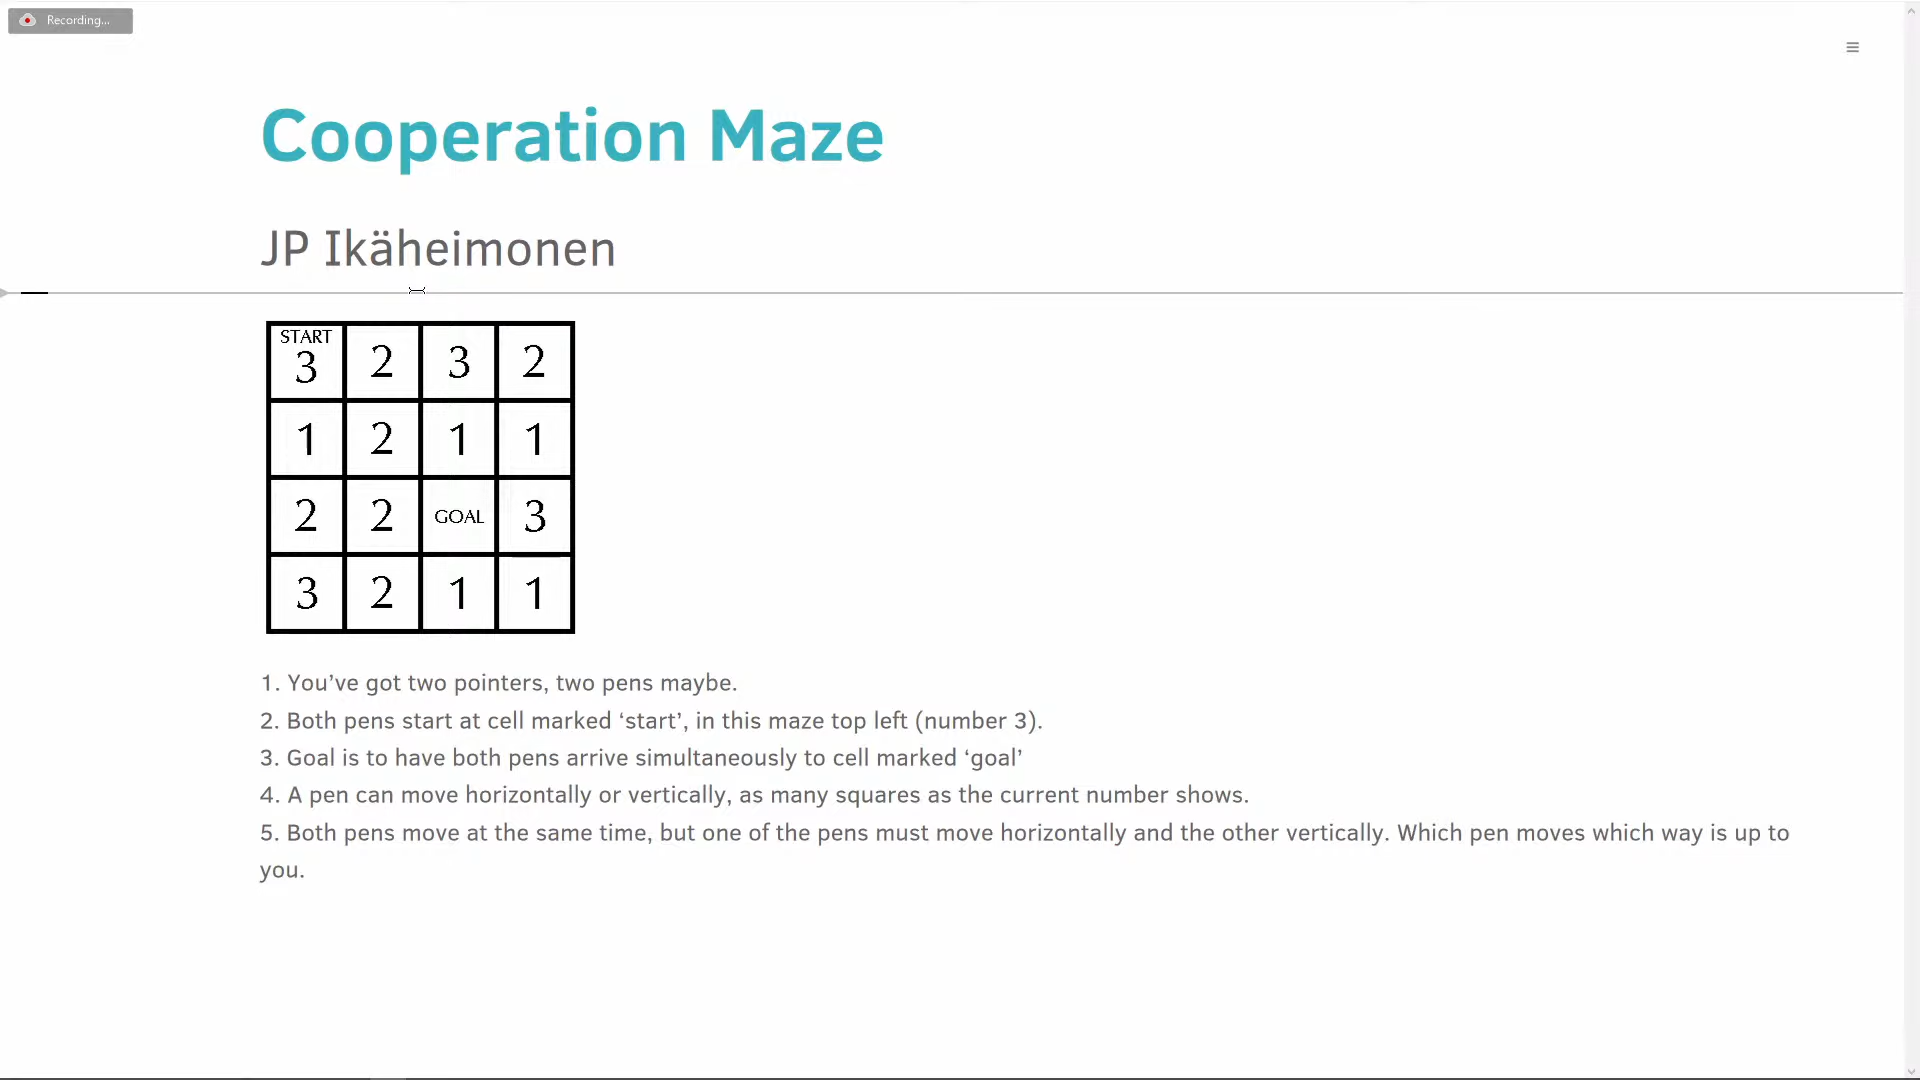 Recording...
Cooperation Maze
JP Ikäheimonen
START
3 2 3 2
1 2 1 1
2 2 GOAL 3
3 2 1 1
1. You’ve got two pointers, two pens maybe.
2. Both pens start at cell marked ‘start’, in this maze top left (number 3).
3. Goal is to have both pens arrive simultaneously to cell marked ‘goal’
4. A pen can move horizontally or vertically, as many squares as the current number shows.
5. Both pens move at the same time, but one of the pens must move horizontally and the other vertically. Which pen moves which way is up to
you.